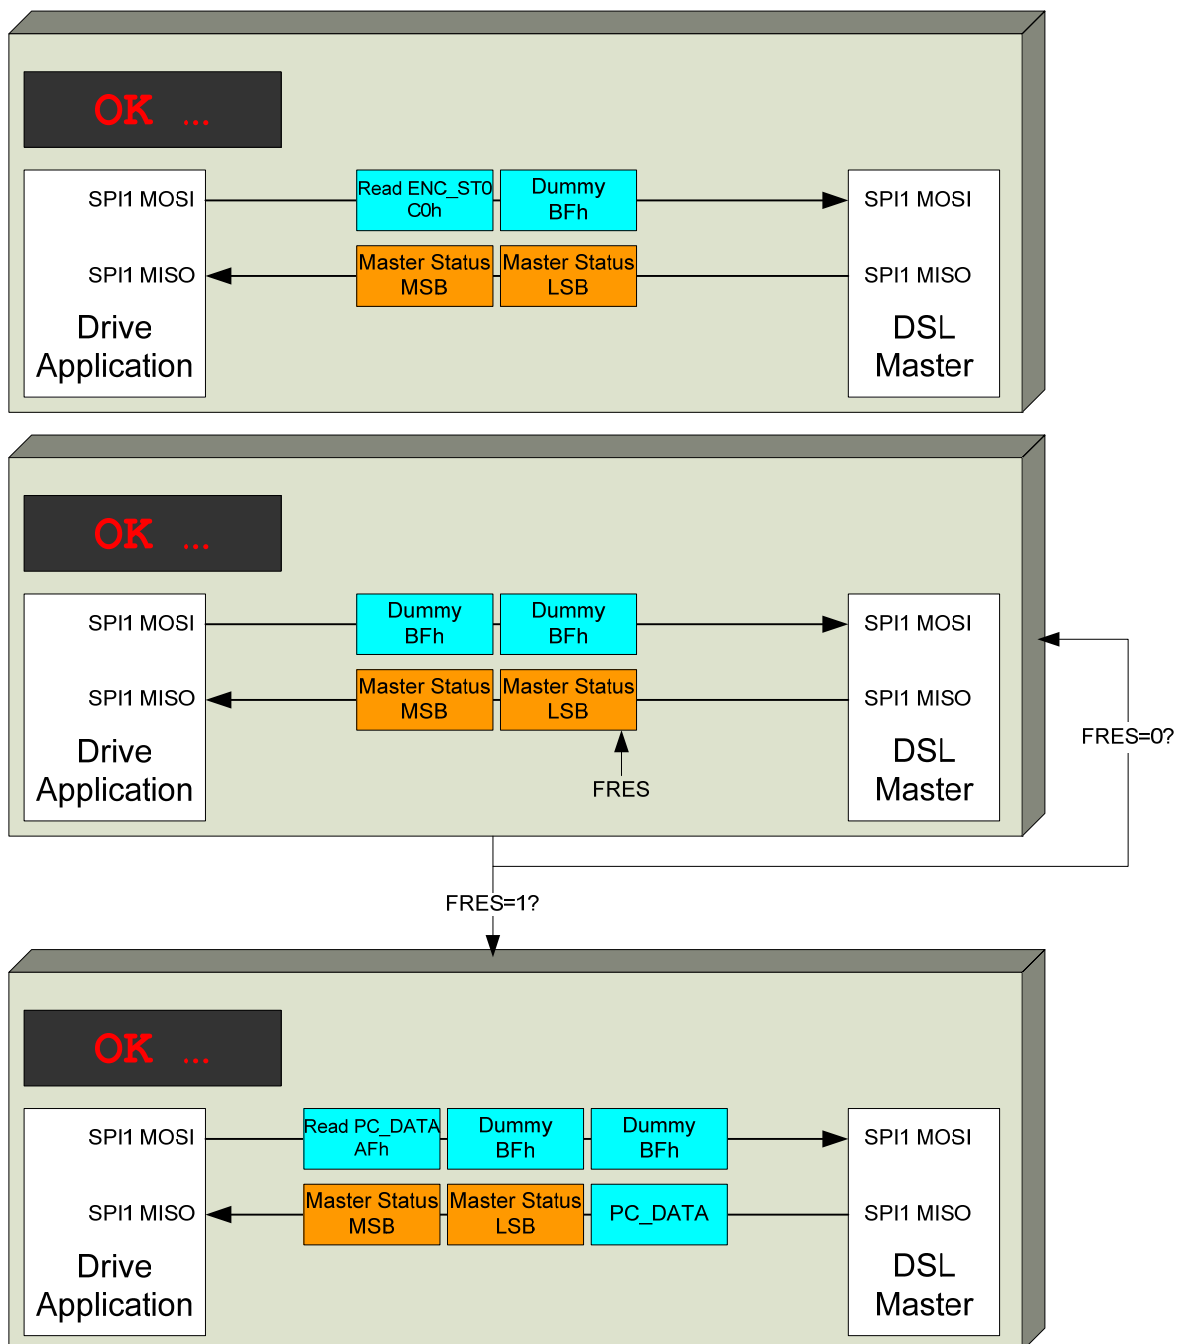 OK ...
SPI1 MOSI
Read ENC_ST0
C0h
Dummy
BFh
SPI1 MOSI
SPI1 MISO
Master Status
MSB
Master Status
LSB
SPI1 MISO
Drive
Application
DSL
Master
OK ...
SPI1 MOSI
Dummy
BFh
Dummy
BFh
SPI1 MOSI
SPI1 MISO
Master Status
MSB
Master Status
LSB
SPI1 MISO
Drive
Application
FRES
DSL
Master
FRES=0?
FRES=1?
OK ...
SPI1 MOSI
Read PC_DATA
AFh
Dummy
BFh
Dummy
BFh
SPI1 MOSI
SPI1 MISO
Master Status
MSB
Master Status
LSB
PC_DATA
SPI1 MISO
Drive
Application
DSL
Master